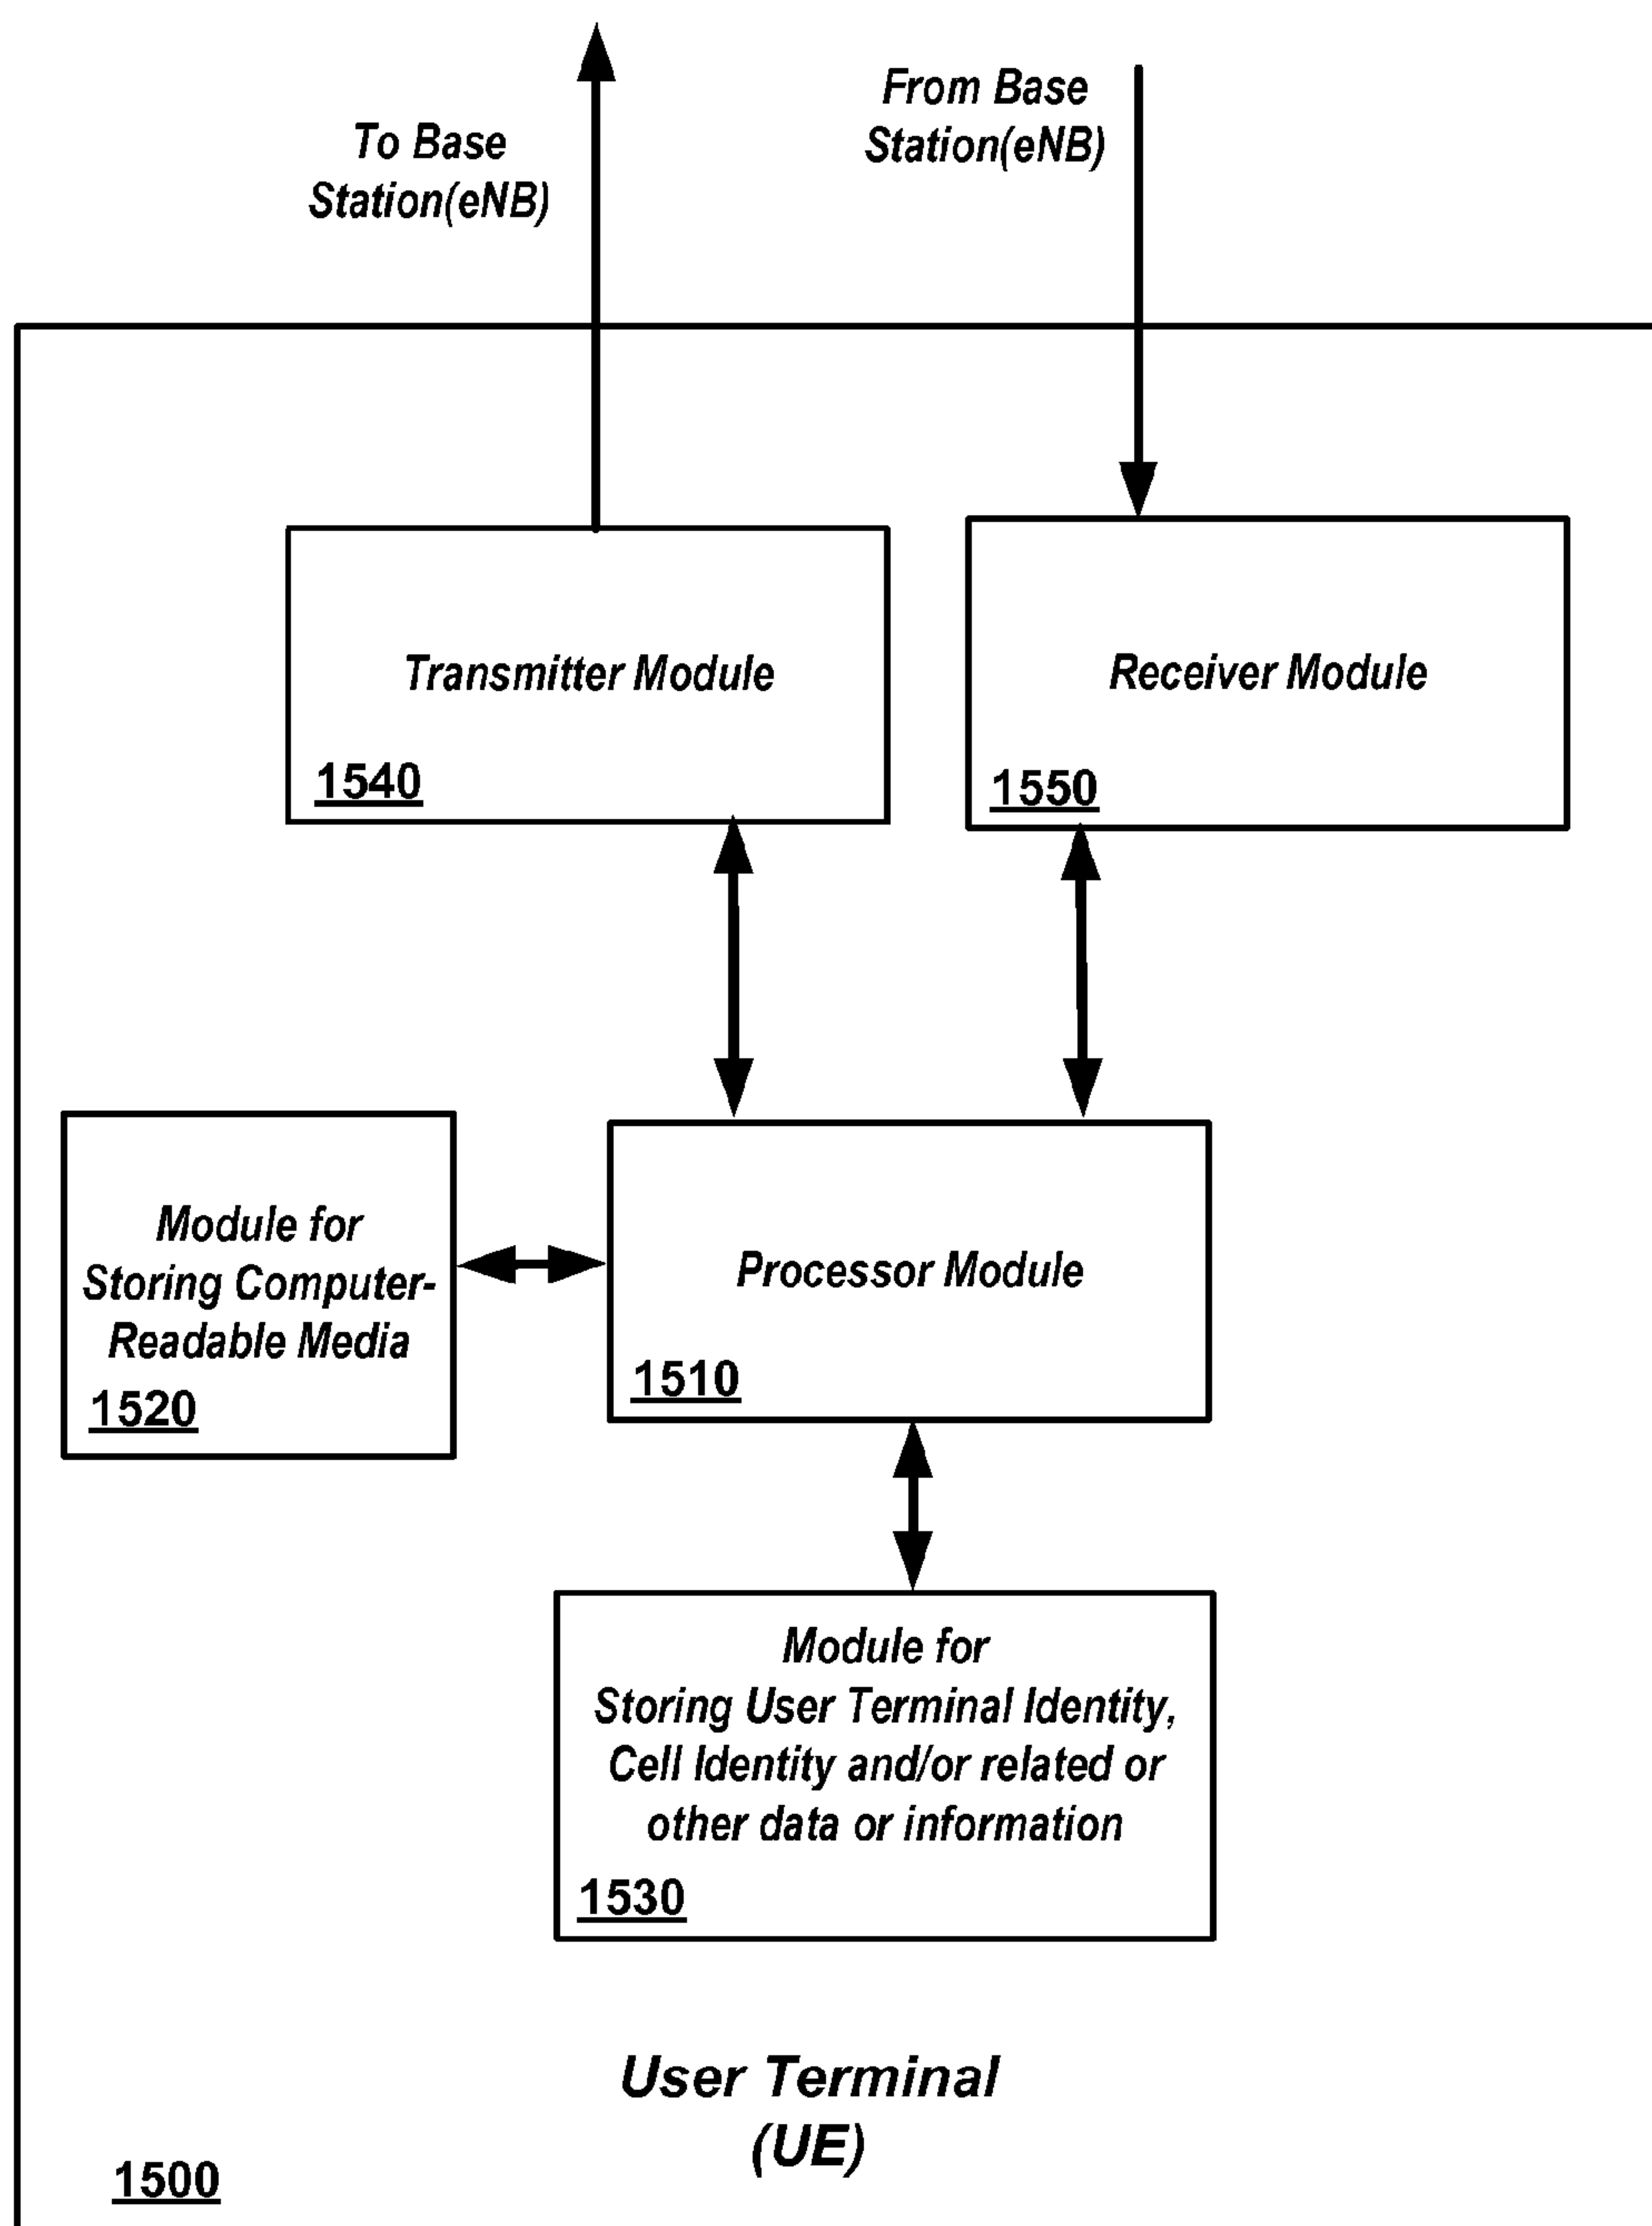 To Base
Station(eNB)
From Base
Station(eNB)
Transmitter Module
1540
Receiver Module
1550
Module for
Storing Computer-
Readable Media
1520
Processor Module
1510
Module for
Storing User Terminal Identity,
Cell Identity and/or related or
other data or information
1530
User Terminal
(UE)
1500